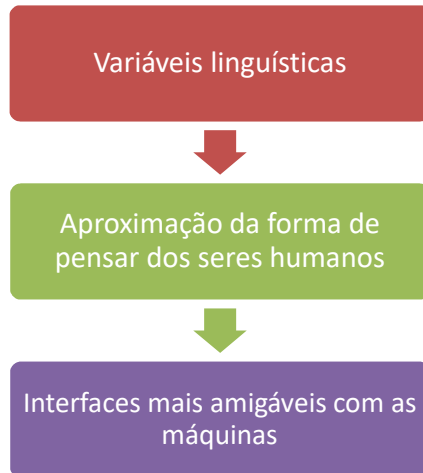 Variáveis linguísticas
Aproximação da forma de
pensar dos seres humanos
Interfaces mais amigáveis com as
máquinas